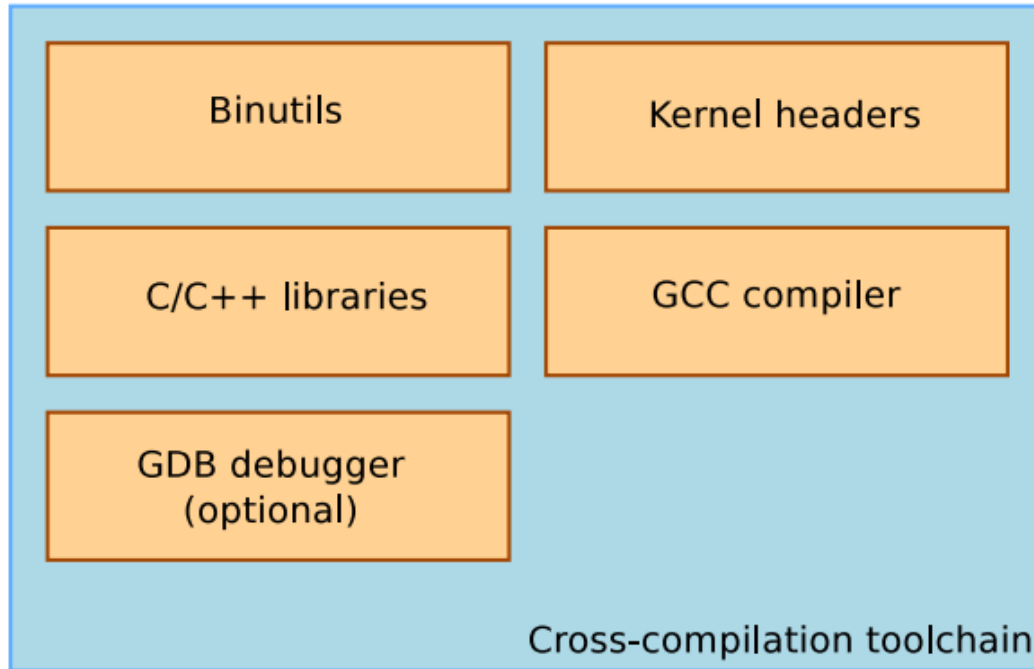 Binutils
Kernel headers
C/C++ libraries
GCC compiler
GDB debugger
(optional)
Cross-compilation toolchain